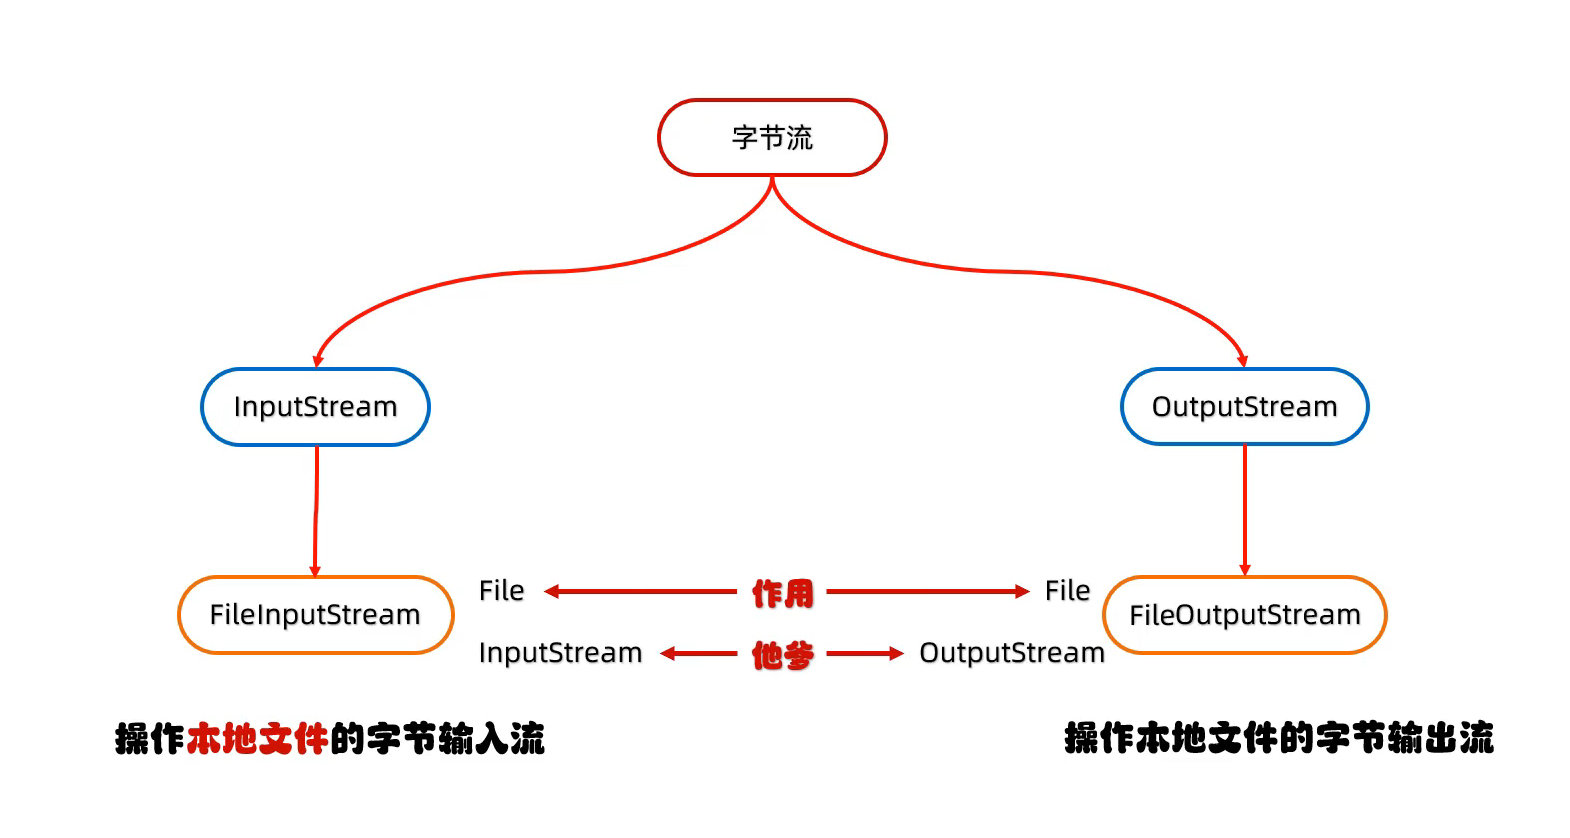 字节流
InputStream
OutputStream
FileInputStream
File
作用
File
FileOutputStream
InputStream
他爹
OutputStream
操作本地文件的字节输入流
操作本地文件的字节输出流